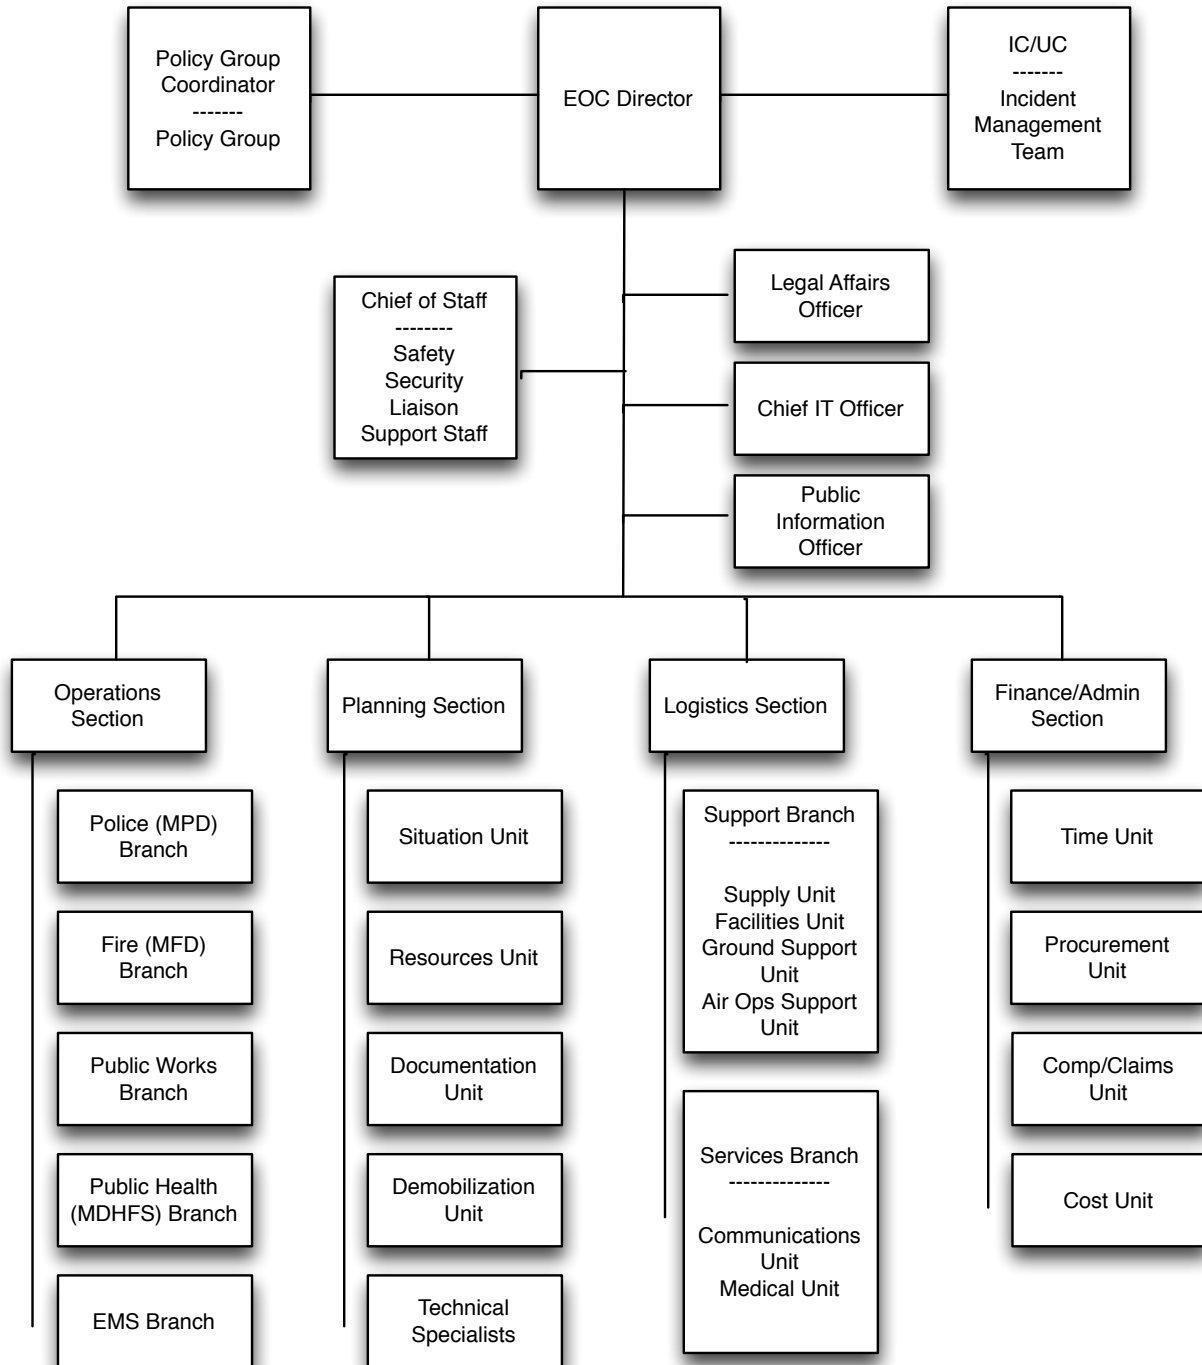 Policy Group
Coordinator
-------
Policy Group
EOC Director
IC/UC
-------
Incident
Management
Team
Chief of Staff
--------
Safety
Security
Liaison
Support Staff
Legal Affairs
Officer
Chief IT Officer
Public
Information
Officer
Operations
Section
Planning Section
Logistics Section
Finance/Admin
Section
Police (MPD)
Branch
Fire (MFD)
Branch
Public Works
Branch
Public Health
(MDHFS) Branch
EMS Branch
Situation Unit
Resources Unit
Documentation
Unit
Demobilization
Unit
Technical
Specialists
Support Branch
--------------
Supply Unit
Facilities Unit
Ground Support
Unit
Air Ops Support
Unit
Services Branch
--------------
Communications
Unit
Medical Unit
Time Unit
Procurement
Unit
Comp/Claims
Unit
Cost Unit